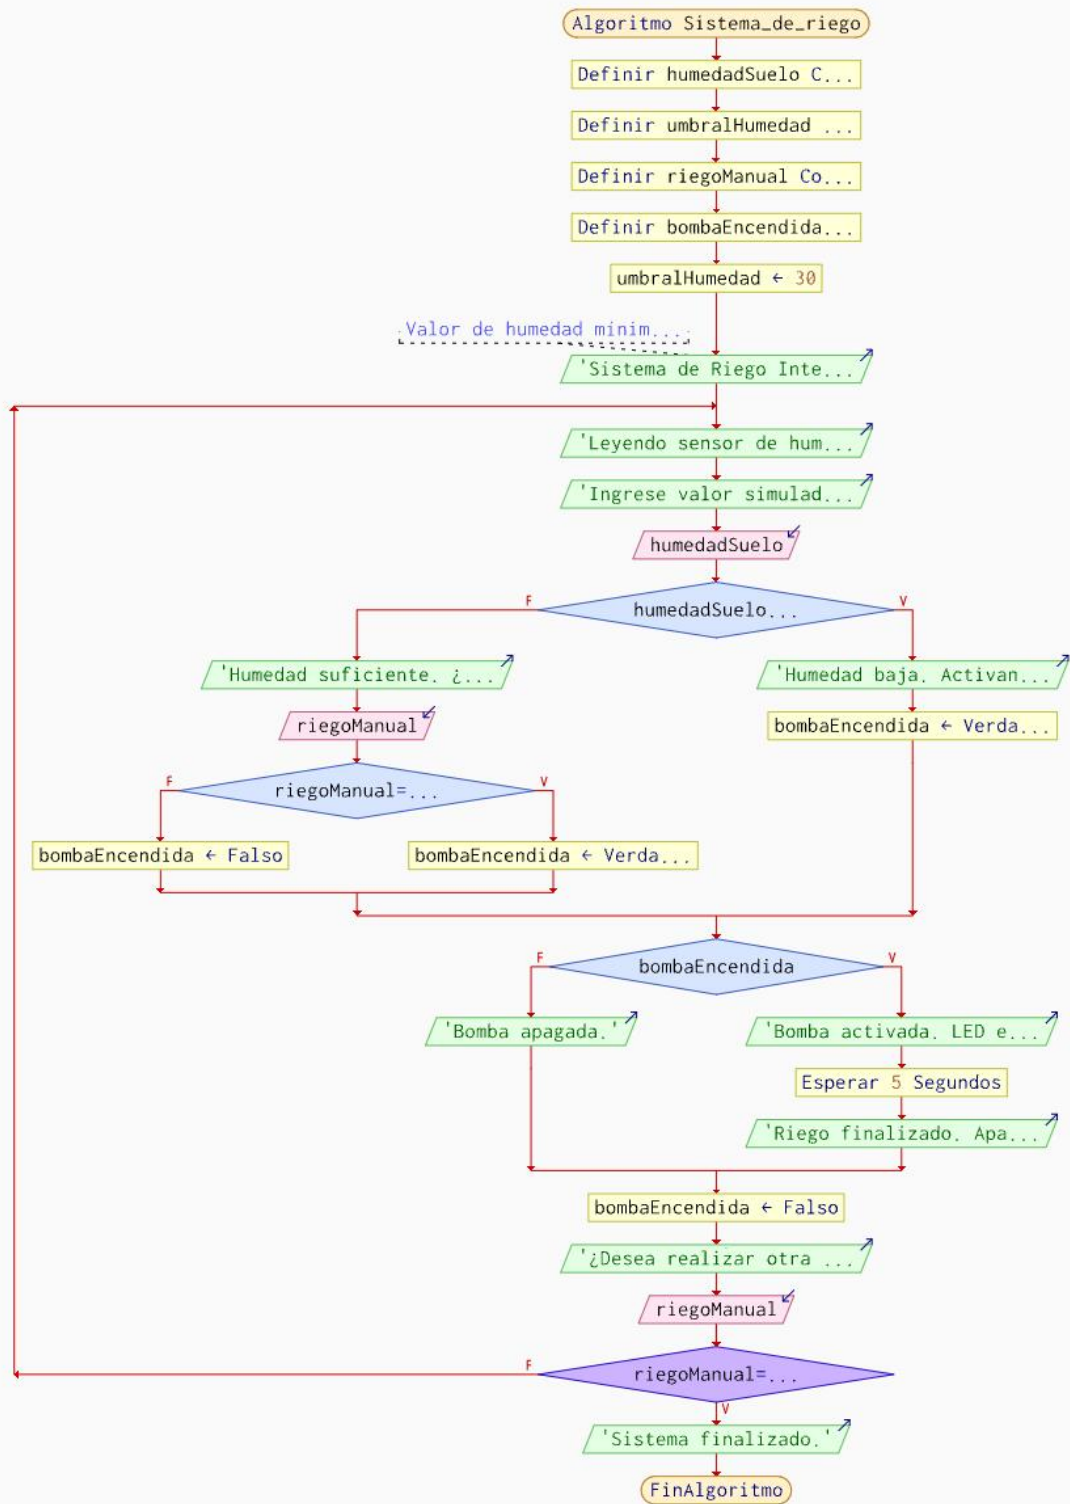 Algoritmo Sistema_de_riego
Definir humedadSuelo C...
Definir umbralHumedad ...
Definir riegoManual Co...
Definir bombaEncendida...
umbralHumedad ← 30
Valor de humedad mínim...
'Sistema de Riego Inte...
'Leyendo sensor de hum...
'Ingrese valor simulad...
humedadSuelo
humedadSuelo...
F
V
'Humedad suficiente. ¿...
'Humedad baja. Activan...
riegoManual
bombaEncendida ← Verda...
riegoManual=...
F
V
bombaEncendida ← Falso
bombaEncendida ← Verda...
bombaEncendida
F
V
'Bomba apagada.'
'Bomba activada. LED e...
Esperar 5 Segundos
'Riego finalizado. Apa...
bombaEncendida ← Falso
'¿Desea realizar otra ...
riegoManual
riegoManual=...
F
V
'Sistema finalizado.'
FinAlgoritmo